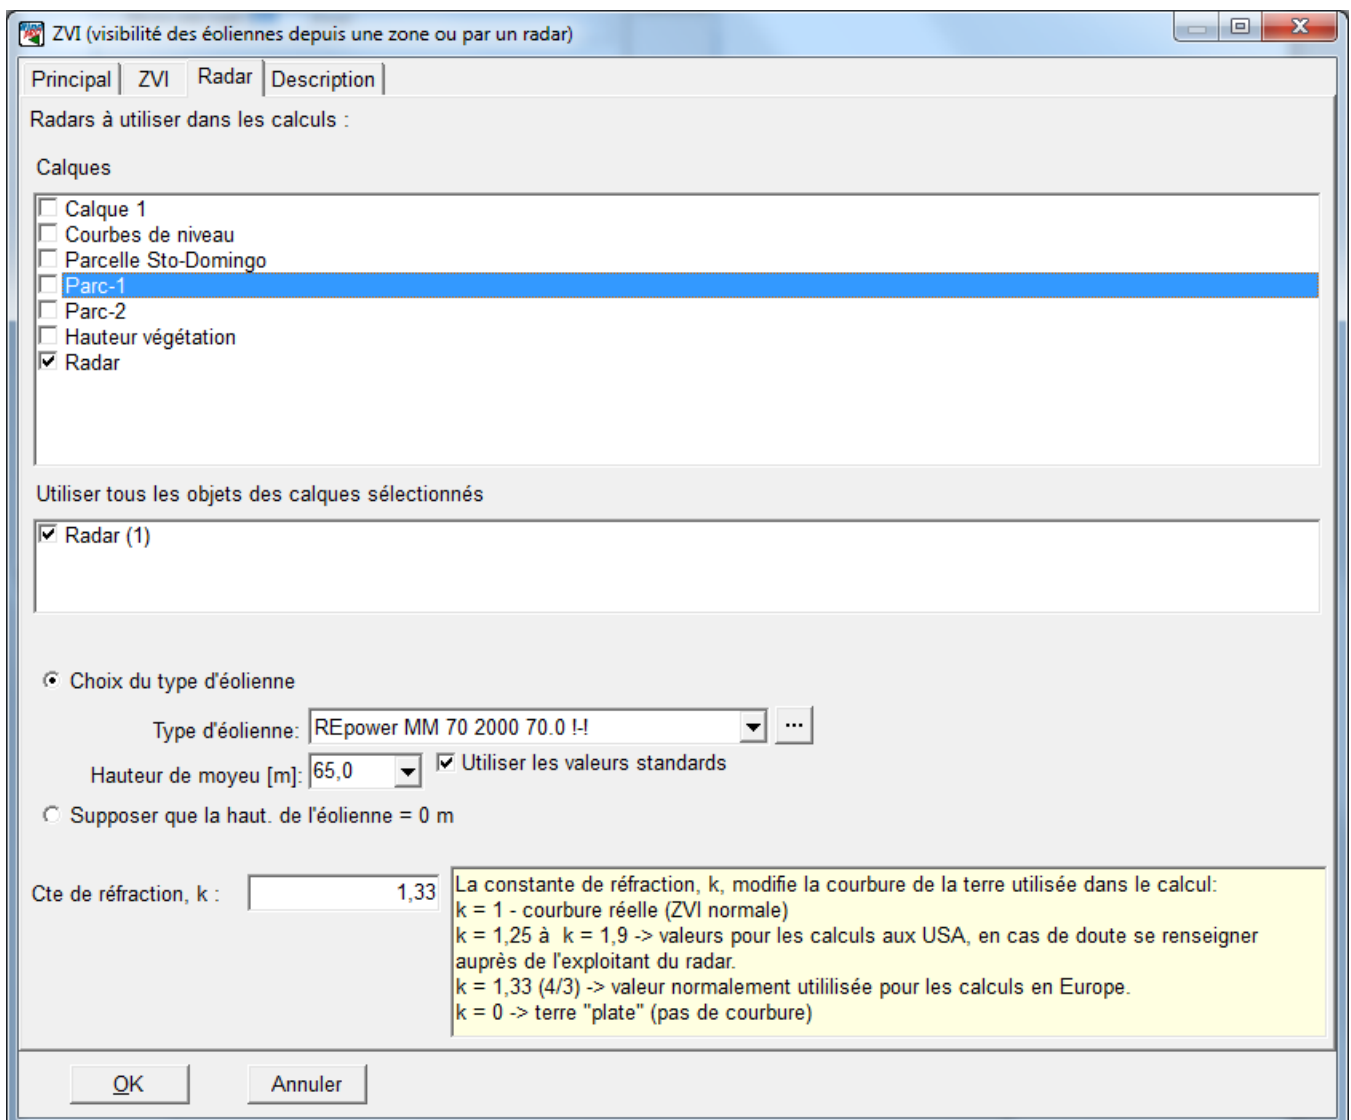 ZVI (visibilité des éoliennes depuis une zone ou par un radar)
Principal ZVI Radar Description
Radars à utiliser dans les calculs :
Calques
Calque 1
Courbes de niveau
Parcelle Sto-Domingo
Parc-1
Parc-2
Hauteur végétation
Radar
Utiliser tous les objets des calques sélectionnés
Radar (1)
Choix du type d'éolienne
Type d'éolienne: REpower MM 70 2000 70.0 !-! ...
Hauteur de moyeu [m]: 65,0 Utiliser les valeurs standards
Supposer que la haut. de l'éolienne = 0 m
Cte de réfraction, k : 1,33
La constante de réfraction, k, modifie la courbure de la terre utilisée dans le calcul:
k = 1 - courbure réelle (ZVI normale)
k = 1,25 à k = 1,9 -> valeurs pour les calculs aux USA, en cas de doute se renseigner
auprès de l'exploitant du radar.
k = 1,33 (4/3) -> valeur normalement utililisée pour les calculs en Europe.
k = 0 -> terre "plate" (pas de courbure)
OK Annuler